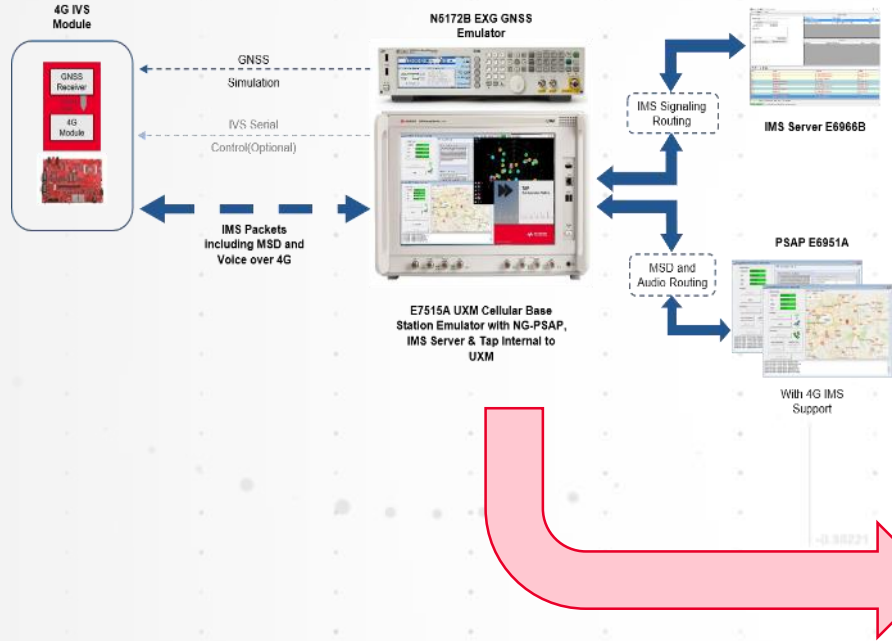 4G IVS
Module
GNSS
Receiver
4G
Module
N5172B EXG GNSS
Emulator
GNSS
Simulation
IVS Serial
Control(Optional)
IMS Packets
including MSD and
Voice over 4G
E7515A UXM Cellular Base
Station Emulator with NG-PSAP,
IMS Server & Tap Internal to
UXM
IMS Signaling
Routing
IMS Server E6966B
MSD and
Audio Routing
PSAP E6951A
With 4G IMS
Support